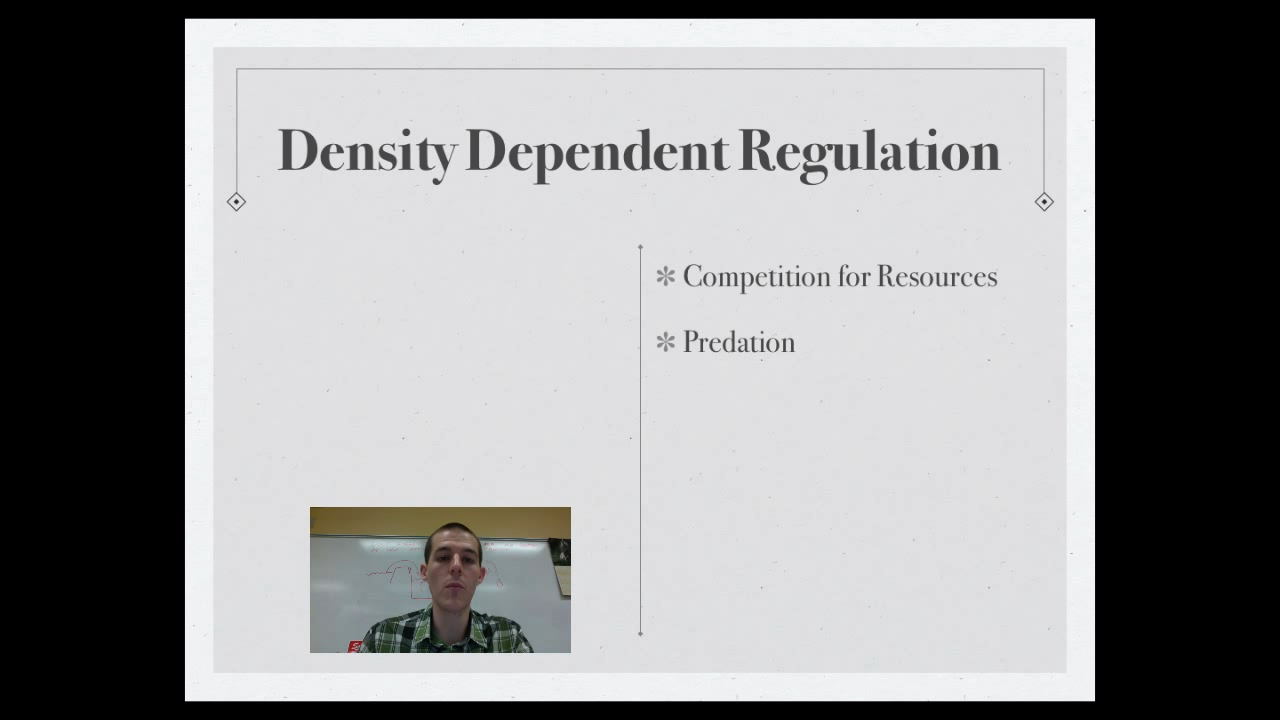 Density Dependent Regulation
Competition for Resources
Predation